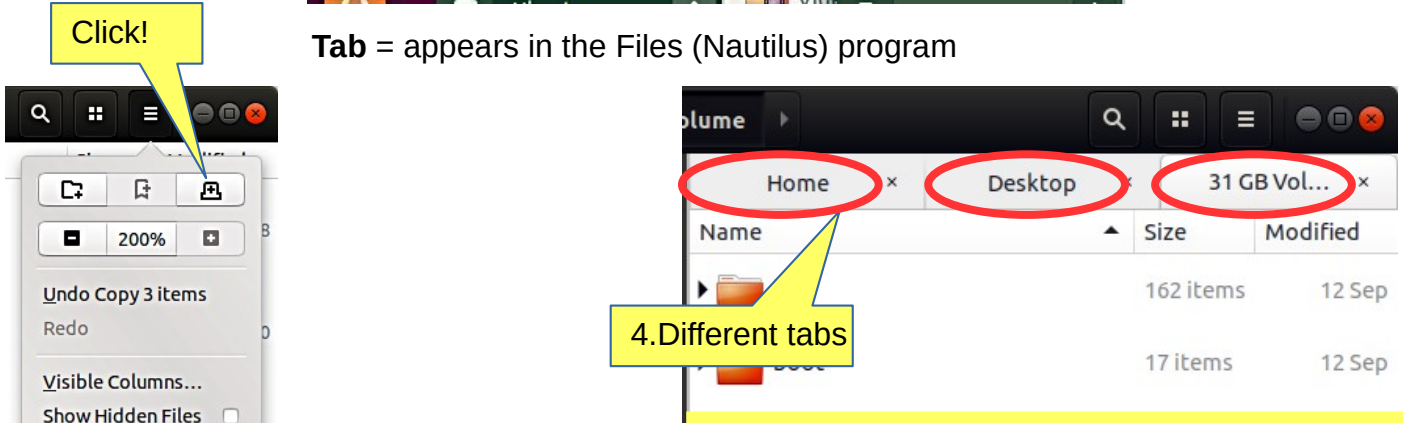 Click!
Tab = appears in the Files (Nautilus) program
200%
Undo Copy 3 items
Redo
Visible Columns...
Show Hidden Files
olume
Home
Desktop
31 GB Vol...
Name Size Modified
162 items 12 Sep
4.Different tabs
17 items 12 Sep